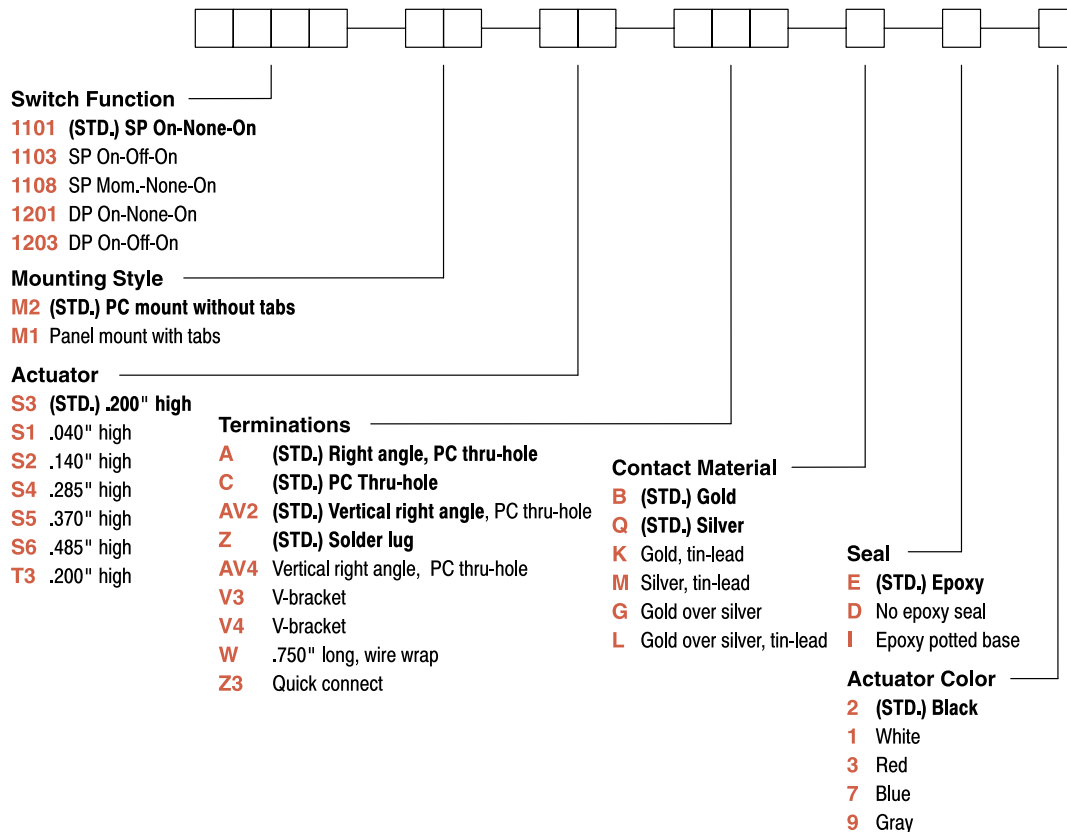 Switch Function
1101 (STD.) SP On-None-On
1103 SP On-Off-On
1108 SP Mom.-None-On
1201 DP On-None-On
1203 DP On-Off-On
Mounting Style
M2 (STD.) PC mount without tabs
M1 Panel mount with tabs
Actuator
S3 (STD.) .200" high
S1 .040" high
S2 .140" high
S4 .285" high
S5 .370" high
S6 .485" high
T3 .200" high
Terminations
A (STD.) Right angle, PC thru-hole
C (STD.) PC Thru-hole
AV2 (STD.) Vertical right angle, PC thru-hole
Z (STD.) Solder lug
AV4 Vertical right angle, PC thru-hole
V3 V-bracket
V4 V-bracket
W .750" long, wire wrap
Z3 Quick connect
Contact Material
B (STD.) Gold
Q (STD.) Silver
K Gold, tin-lead
M Silver, tin-lead
G Gold over silver
L Gold over silver, tin-lead
Seal
E (STD.) Epoxy
D No epoxy seal
I Epoxy potted base
Actuator Color
2 (STD.) Black
1 White
3 Red
7 Blue
9 Gray